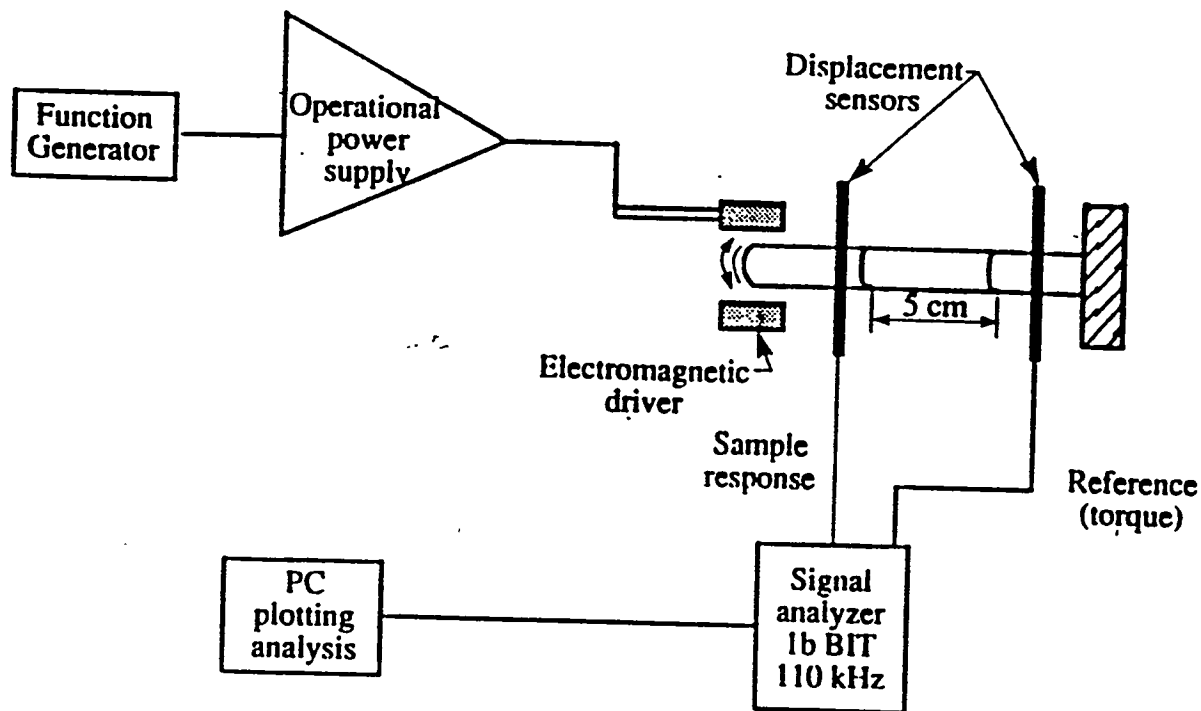 Function
Generator
Operational
power
supply
Displacement
sensors
5 cm
Electromagnetic
driver
Sample
response
Reference
(torque)
PC
plotting
analysis
Signal
analyzer
1b BIT
110 kHz